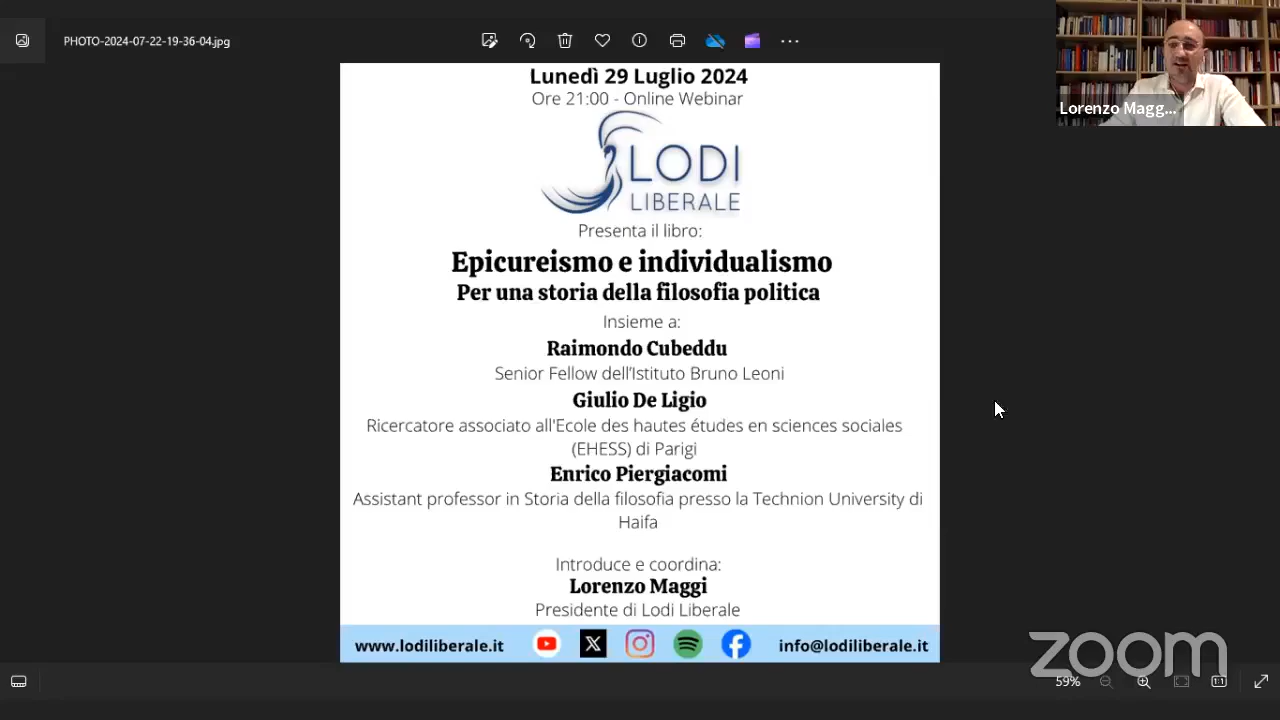 PHOTO-2024-07-22-19-36-04.jpg
Lorenzo Magg...
Lunedì 29 Luglio 2024
Ore 21:00 - Online Webinar
LODI
LIBERALE
Presenta il libro:
Epicureismo e individualismo
Per una storia della filosofia politica
Insieme a:
Raimondo Cubeddu
Senior Fellow dell'Istituto Bruno Leoni
Giulio De Ligio
Ricercatore associato all'Ecole des hautes études en sciences sociales
(EHESS) di Parigi
Enrico Piergiacomi
Assistant professor in Storia della filosofia presso la Technion University di
Haifa
Introduce e coordina:
Lorenzo Maggi
Presidente di Lodi Liberale
www.lodiliberale.it info@lodiliberale.it
zoom
59% 1:1